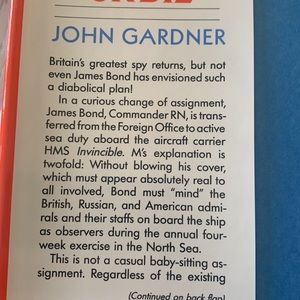 JOHN GARDNER
Britain's greatest spy returns, but not
even James Bond has envisioned such
a diabolical plan!
In a curious change of assignment,
James Bond, Commander RN, is trans-
ferred from the Foreign Office to active
sea duty aboard the aircraft carrier
HMS Invincible. M's explanation is
twofold: Without blowing his cover,
which must appear absolutely real to
all involved, Bond must "mind" the
British, Russian, and American admi-
rals and their staffs on board the ship
as observers during the annual four-
week exercise in the North Sea.
This is not a casual baby-sitting as-
signment. Regardless of the existing
(Continued on back flap)